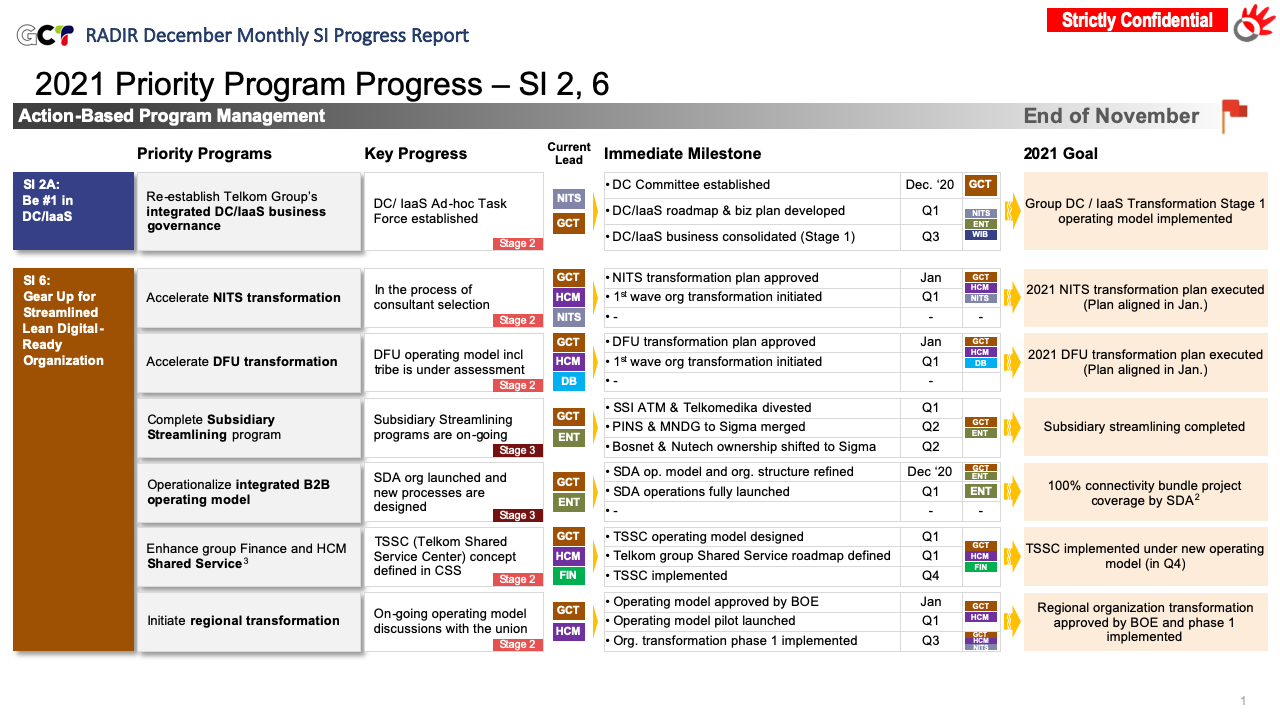 GCT RADIR December Monthly SI Progress Report
Strictly Confidential
2021 Priority Program Progress – SI 2, 6
Action-Based Program Management
End of November
Priority Programs
Key Progress
Current
Lead
Immediate Milestone
2021 Goal
SI 2A:
Be #1 in
DC/IaaS
Re-establish Telkom Group’s
integrated DC/IaaS business
governance
DC/ IaaS Ad-hoc Task
Force established
Stage 2
NITS
GCT
• DC Committee established Dec. ‘20 GCT
• DC/IaaS roadmap & biz plan developed Q1
• DC/IaaS business consolidated (Stage 1) Q3
NITS
ENT
WIB
Group DC / IaaS Transformation Stage 1
operating model implemented
SI 6:
Gear Up for
Streamlined
Lean Digital-
Ready
Organization
Accelerate NITS transformation
In the process of
consultant selection
Stage 2
GCT
HCM
NITS
• NITS transformation plan approved Jan
• 1st wave org transformation initiated Q1
• - - -
GCT
HCM
NITS
2021 NITS transformation plan executed
(Plan aligned in Jan.)
Accelerate DFU transformation
DFU operating model incl
tribe is under assessment
Stage 2
GCT
HCM
DB
• DFU transformation plan approved Jan
• 1st wave org transformation initiated Q1
• - -
GCT
HCM
DB
2021 DFU transformation plan executed
(Plan aligned in Jan.)
Complete Subsidiary
Streamlining program
Subsidiary Streamlining
programs are on-going
Stage 3
GCT
ENT
• SSI ATM & Telkomedika divested Q1
• PINS & MNDG to Sigma merged Q2
• Bosnet & Nutech ownership shifted to Sigma Q2
GCT
ENT
Subsidiary streamlining completed
Operationalize integrated B2B
operating model
SDA org launched and
new processes are
designed
Stage 3
GCT
ENT
• SDA op. model and org. structure refined Dec ‘20
GCT
ENT
• SDA operations fully launched Q1 ENT
• - - -
100% connectivity bundle project
coverage by SDA2
Enhance group Finance and HCM
Shared Service3
TSSC (Telkom Shared
Service Center) concept
defined in CSS
Stage 2
GCT
HCM
FIN
• TSSC operating model designed Q1
• Telkom group Shared Service roadmap defined Q1
• TSSC implemented Q4
GCT
HCM
FIN
TSSC implemented under new operating
model (in Q4)
Initiate regional transformation
On-going operating model
discussions with the union
Stage 2
GCT
HCM
• Operating model approved by BOE Jan
• Operating model pilot launched Q1
GCT
HCM
• Org. transformation phase 1 implemented Q3
GCT
HCM
NITS
Regional organization transformation
approved by BOE and phase 1
implemented
1